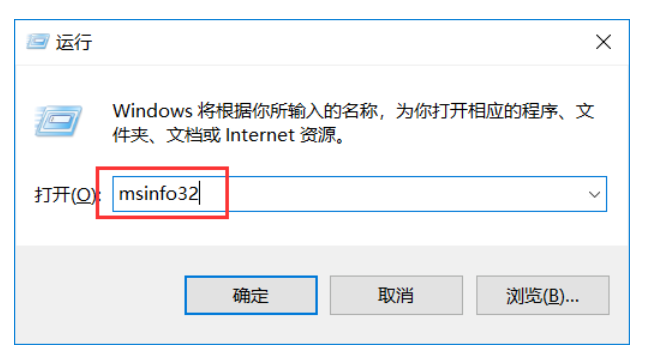 运行
Windows 将根据你所输入的名称，为你打开相应的程序、文
件夹、文档或 Internet 资源。
打开(O): msinfo32
确定 取消 浏览(B)...